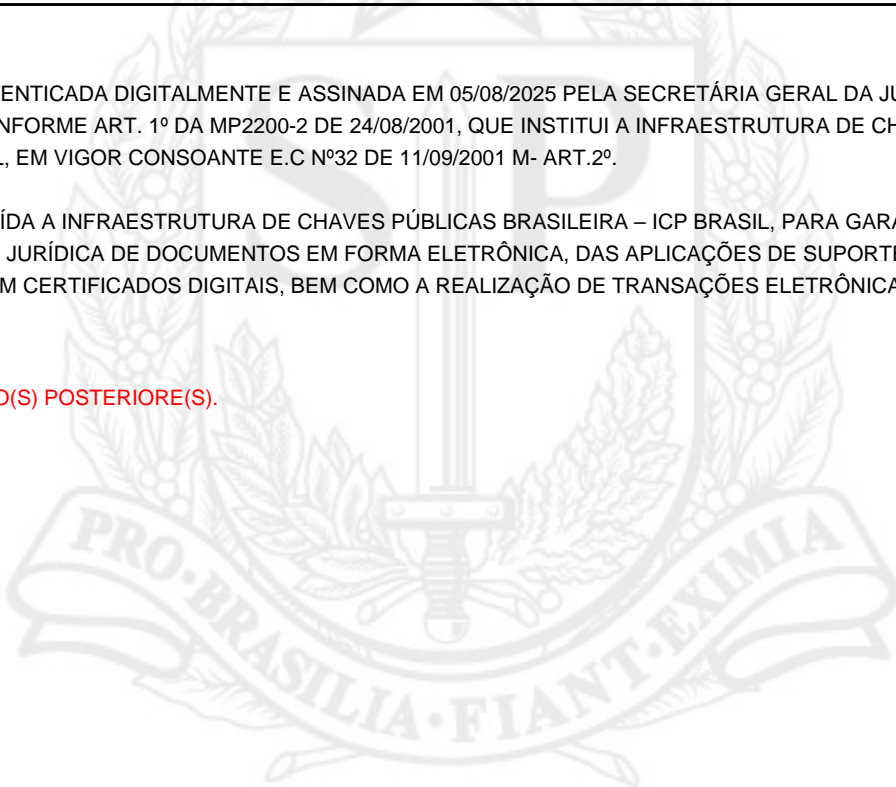 ENTICADA DIGITALMENTE E ASSINADA EM 05/08/2025 PELA SECRETÁRIA GERAL DA JU
NFORME ART. 1º DA MP2200-2 DE 24/08/2001, QUE INSTITUI A INFRAESTRUTURA DE CH
L, EM VIGOR CONSOANTE E.C Nº32 DE 11/09/2001 M- ART.2º.
ÍDA A INFRAESTRUTURA DE CHAVES PÚBLICAS BRASILEIRA – ICP BRASIL, PARA GARA
JURÍDICA DE DOCUMENTOS EM FORMA ELETRÔNICA, DAS APLICAÇÕES DE SUPORTE
M CERTIFICADOS DIGITAIS, BEM COMO A REALIZAÇÃO DE TRANSAÇÕES ELETRÔNICA
O(S) POSTERIORE(S).
SP
PRO·BRASILIA·FIANT·EXIMIA